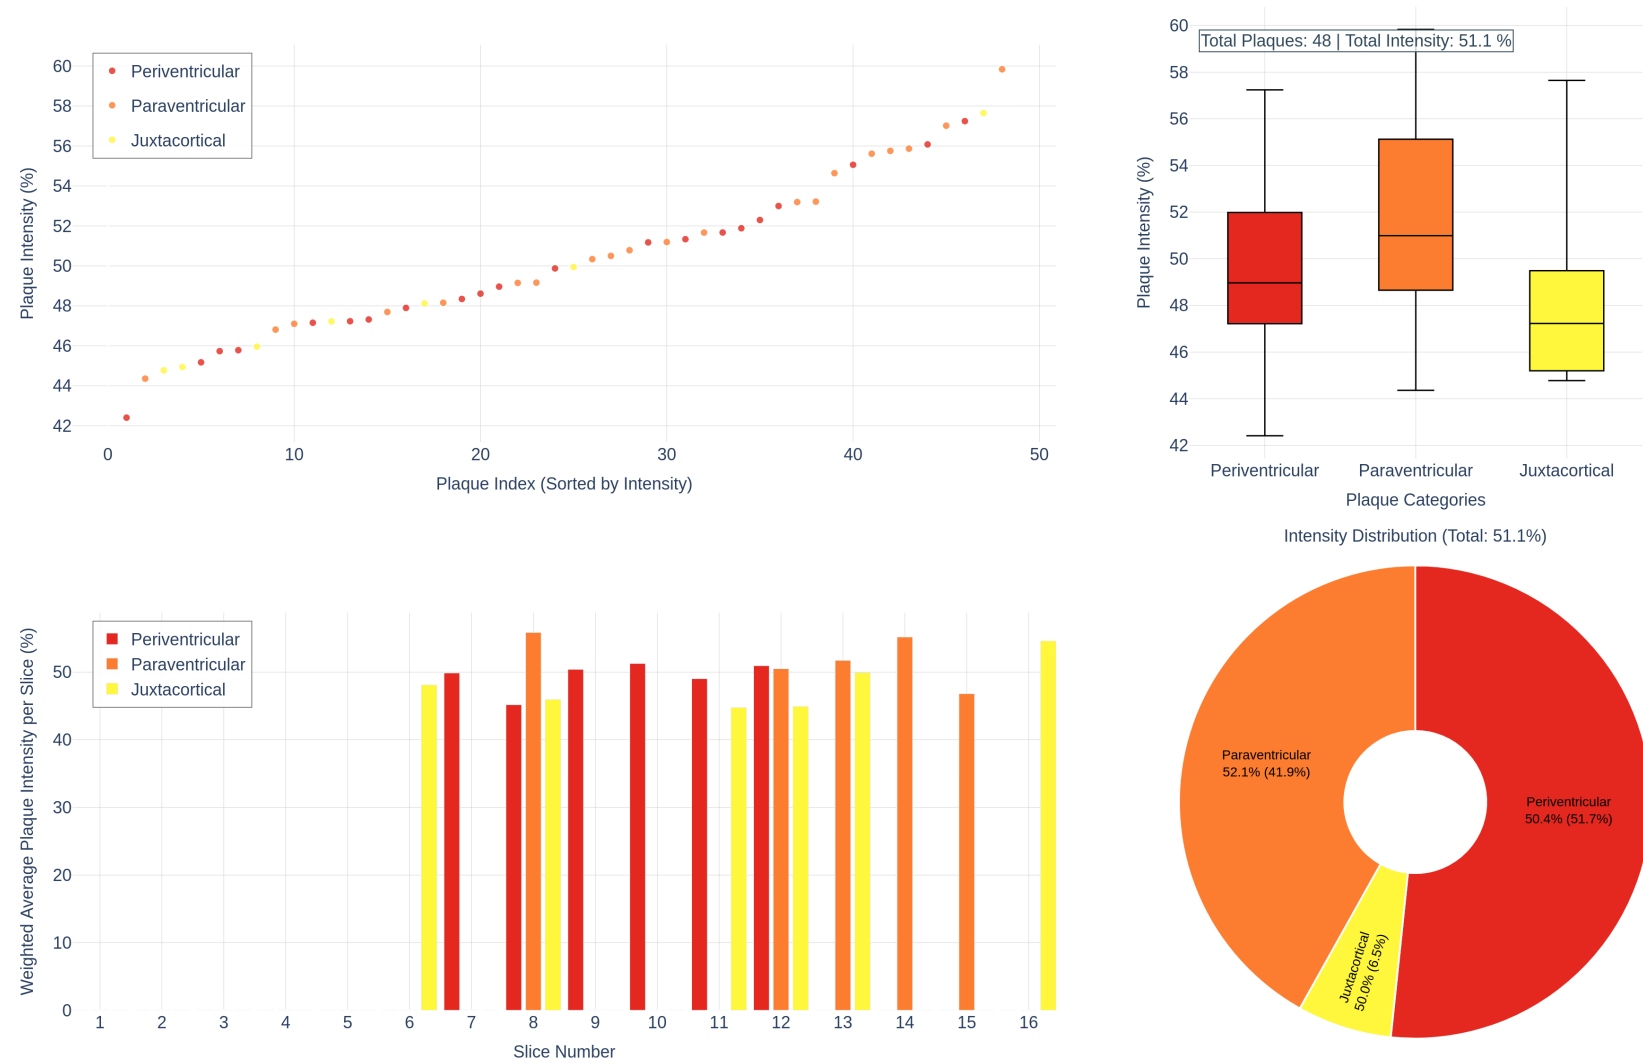 60
58
56
54
52
50
48
46
44
42
Plaque Intensity (%)
Periventricular
Paraventricular
Juxtacortical
0 10 20 30 40 50
Plaque Index (Sorted by Intensity)
60
58
56
54
52
50
48
46
44
42
Plaque Intensity (%)
Total Plaques: 48 | Total Intensity: 51.1 %
Periventricular Paraventricular Juxtacortical
Plaque Categories
50
40
30
20
10
0
Weighted Average Plaque Intensity per Slice (%)
Periventricular
Paraventricular
Juxtacortical
1 2 3 4 5 6 7 8 9 10 11 12 13 14 15 16
Slice Number
Intensity Distribution (Total: 51.1%)
Paraventricular
52.1% (41.9%)
Periventricular
50.4% (51.7%)
Juxtacortical
50.0% (6.5%)